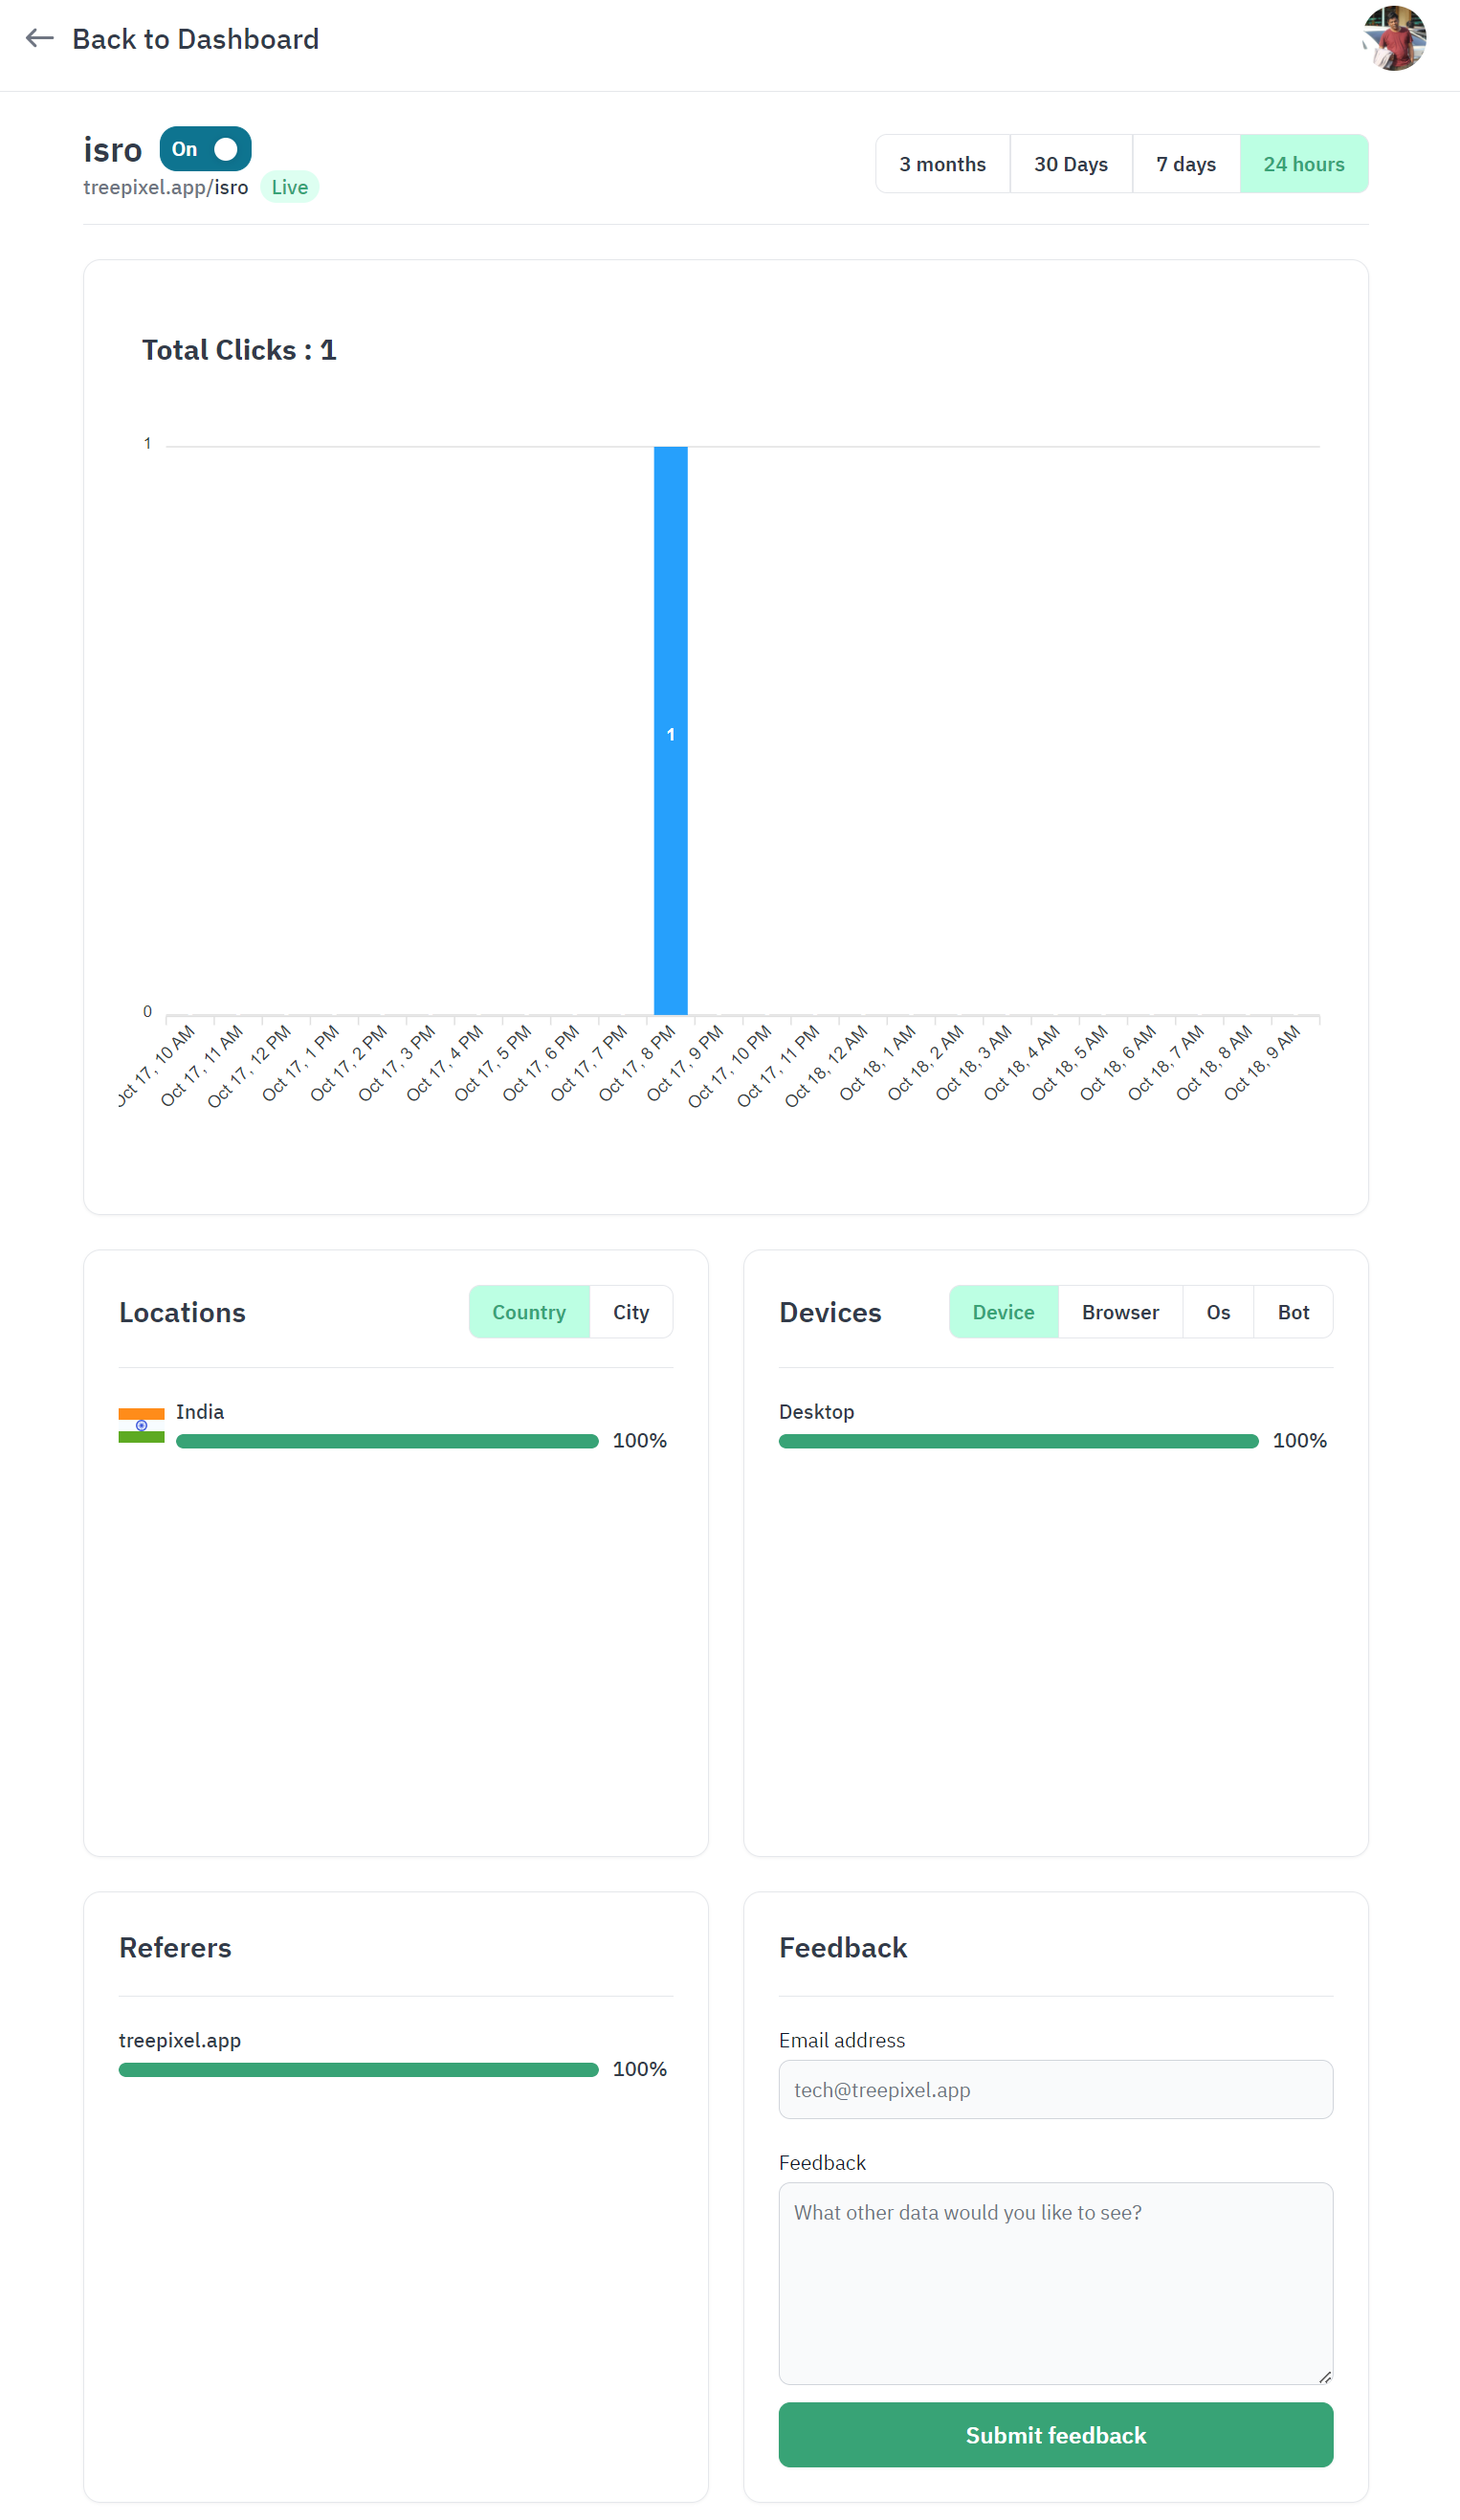 Back to Dashboard
isro On
treepixel.app/isro Live
3 months 30 Days 7 days 24 hours
Total Clicks : 1
1
1
0
Oct 17, 10 AM
Oct 17, 11 AM
Oct 17, 12 PM
Oct 17, 1 PM
Oct 17, 2 PM
Oct 17, 3 PM
Oct 17, 4 PM
Oct 17, 5 PM
Oct 17, 6 PM
Oct 17, 7 PM
Oct 17, 8 PM
Oct 17, 9 PM
Oct 17, 10 PM
Oct 17, 11 PM
Oct 18, 12 AM
Oct 18, 1 AM
Oct 18, 2 AM
Oct 18, 3 AM
Oct 18, 4 AM
Oct 18, 5 AM
Oct 18, 6 AM
Oct 18, 7 AM
Oct 18, 8 AM
Oct 18, 9 AM
Locations Country City
India
100%
Devices Device Browser Os Bot
Desktop
100%
Referers
treepixel.app
100%
Feedback
Email address
tech@treepixel.app
Feedback
What other data would you like to see?
Submit feedback